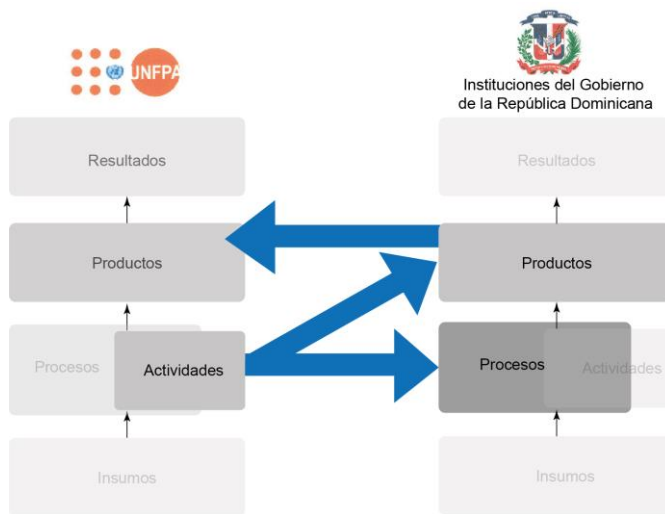 UNFPA
Instituciones del Gobierno
de la República Dominicana
Resultados
Resultados
Productos
Productos
Procesos
Actividades
Procesos
Actividades
Insumos
Insumos